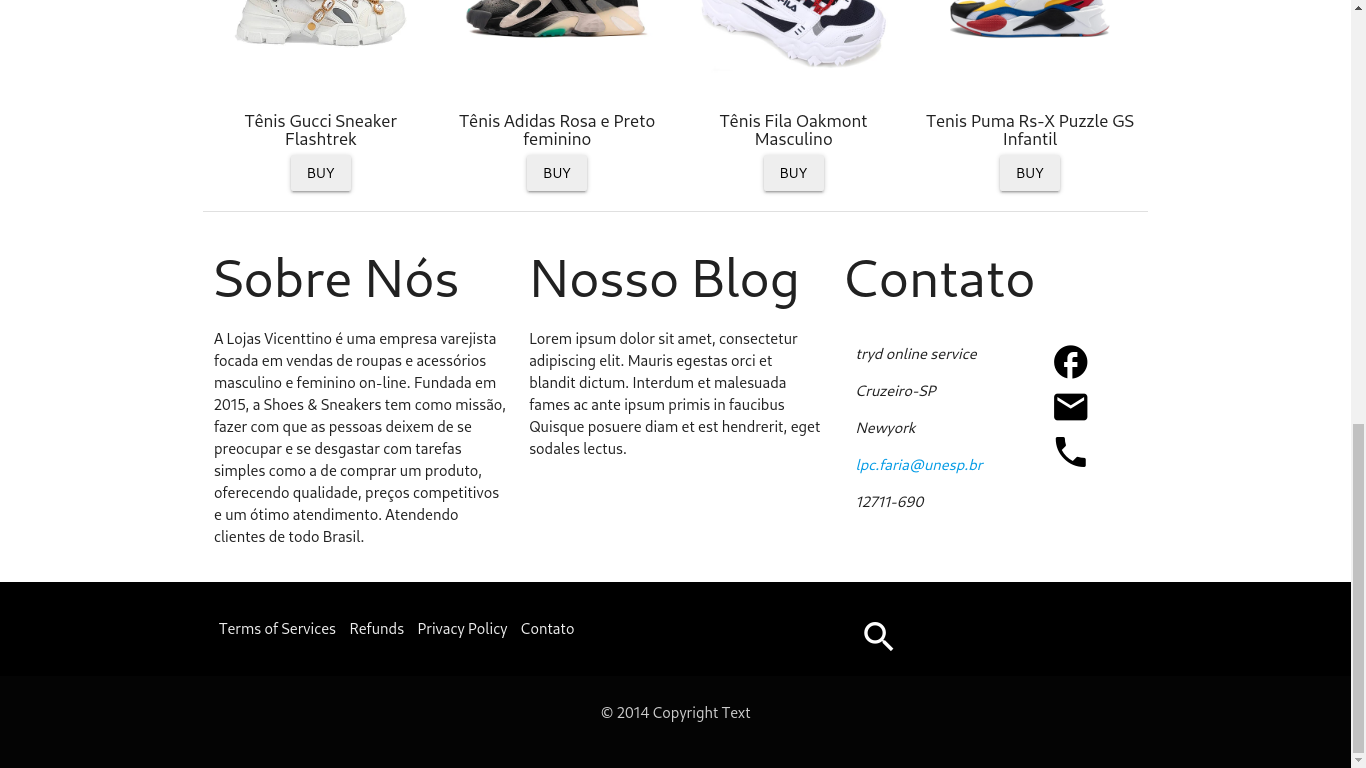 FILA
Tênis Gucci Sneaker
Flashtrek
BUY
Tênis Adidas Rosa e Preto
feminino
BUY
Tênis Fila Oakmont
Masculino
BUY
Tenis Puma Rs-X Puzzle GS
Infantil
BUY
Sobre Nós
A Lojas Vicenttino é uma empresa varejista
focada em vendas de roupas e acessórios
masculino e feminino on-line. Fundada em
2015, a Shoes & Sneakers tem como missão,
fazer com que as pessoas deixem de se
preocupar e se desgastar com tarefas
simples como a de comprar um produto,
oferecendo qualidade, preços competitivos
e um ótimo atendimento. Atendendo
clientes de todo Brasil.
Nosso Blog
Lorem ipsum dolor sit amet, consectetur
adipiscing elit. Mauris egestas orci et
blandit dictum. Interdum et malesuada
fames ac ante ipsum primis in faucibus
Quisque posuere diam et est hendrerit, eget
sodales lectus.
Contato
tryd online service
Cruzeiro-SP
Newyork
lpc.faria@unesp.br
12711-690
Terms of Services Refunds Privacy Policy Contato
© 2014 Copyright Text